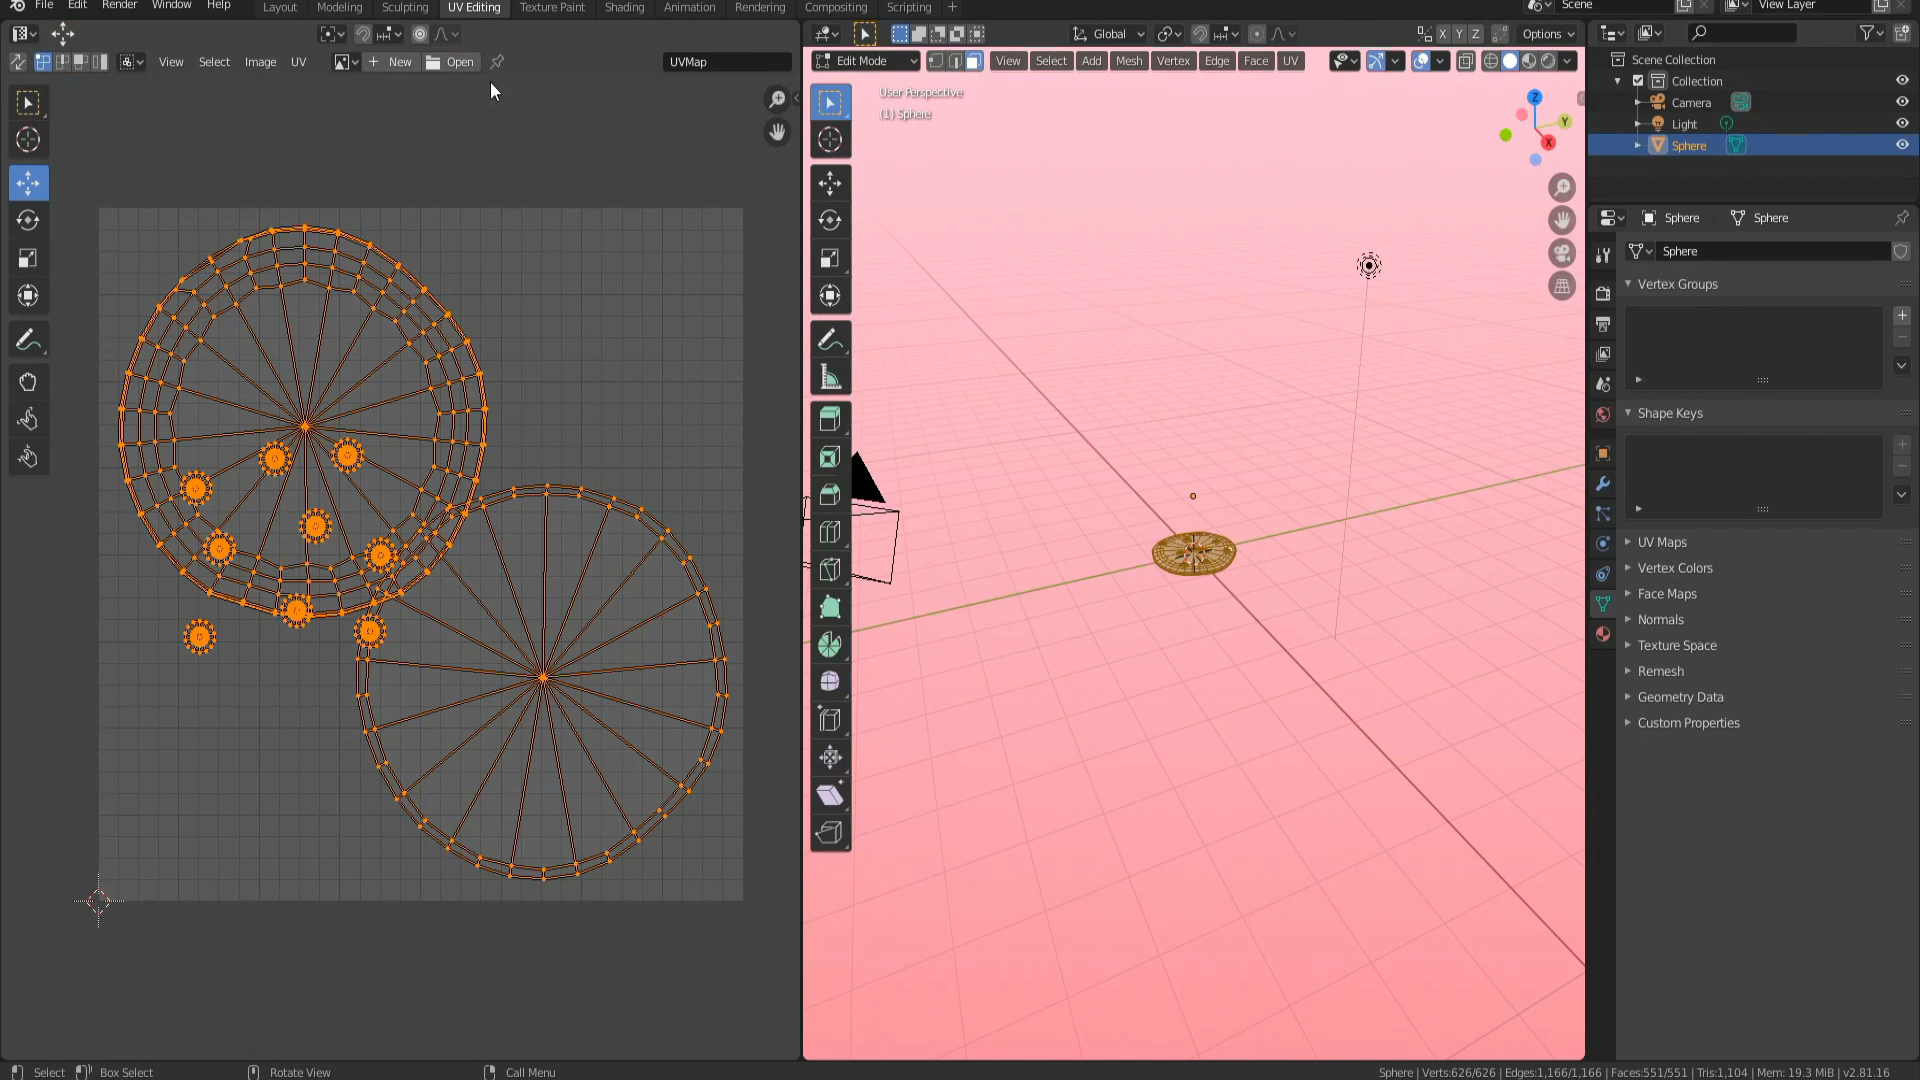 File Edit Render Window Help Layout Modeling Sculpting UV Editing Texture Paint Shading Animation Rendering Compositing Scripting + Scene View Layer
Global X Y Z Options
View Select Image UV + New Open UVMap
Edit Mode View Select Add Mesh Vertex Edge Face UV
User Perspective
(1) Sphere
Z
Y
X
Scene Collection
Collection
Camera
Light
Sphere
Sphere Sphere
Sphere
Vertex Groups
Shape Keys
UV Maps
Vertex Colors
Face Maps
Normals
Texture Space
Remesh
Geometry Data
Custom Properties
Select Box Select Rotate View Call Menu Sphere | Verts:626/626 | Edges:1,166/1,166 | Faces:551/551 | Tris:1,104 | Mem: 19.3 MiB | v2.81.16